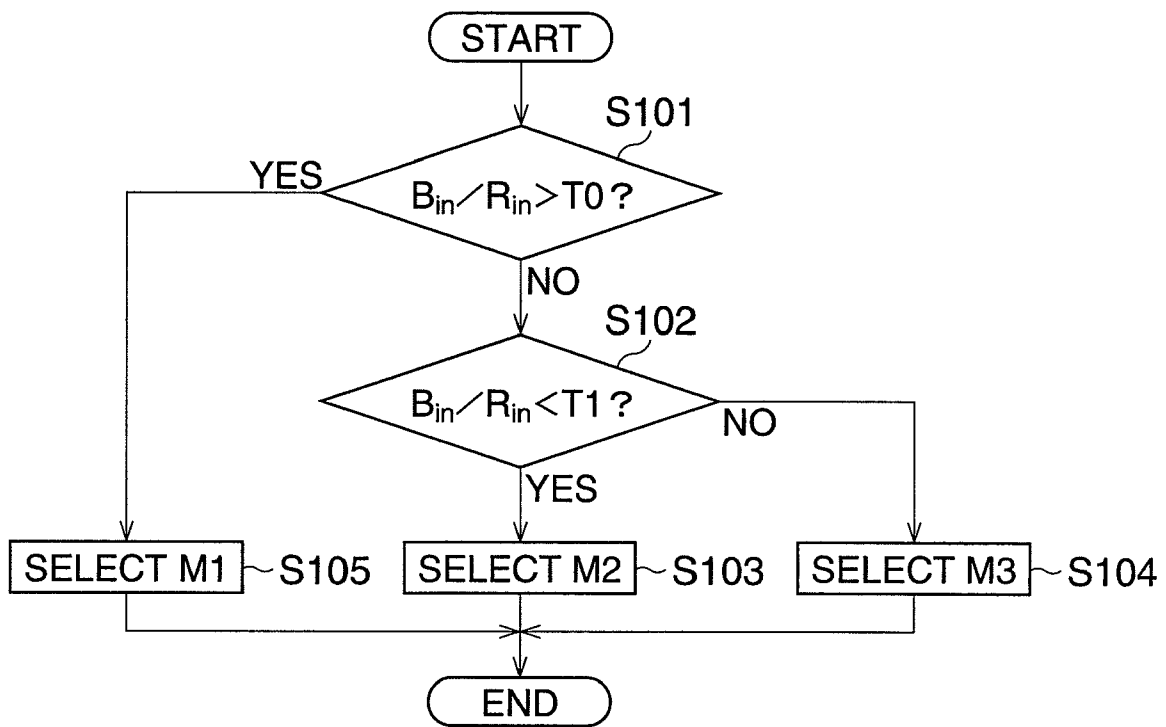 START
S101
YES
Bin/Rin>T0?
NO
S102
Bin/Rin<T1?
NO
YES
SELECT M1
S105
SELECT M2
S103
SELECT M3
S104
END